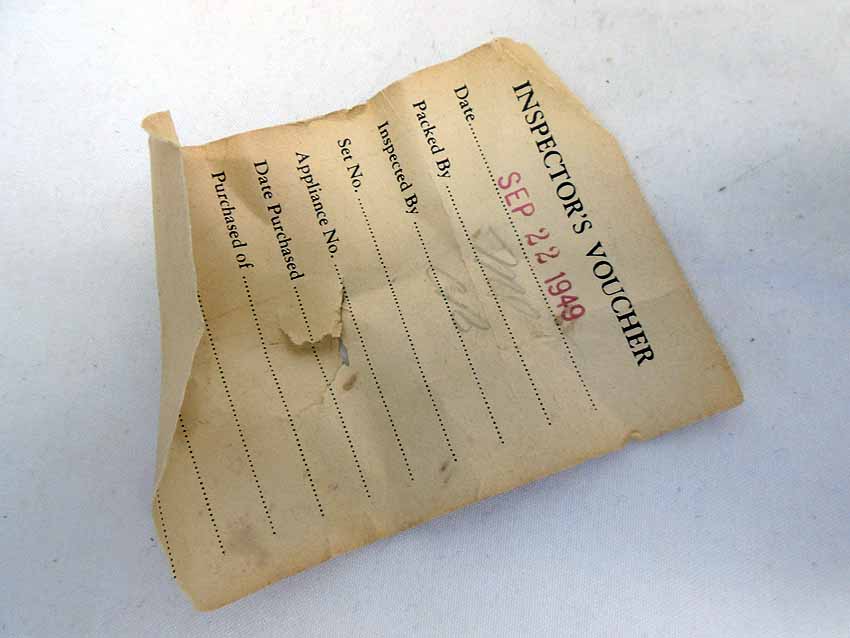 INSPECTOR'S VOUCHER
Date SEP 22 1949
Packed By
Inspected By
Set No.
Appliance No.
Date Purchased
Purchased of